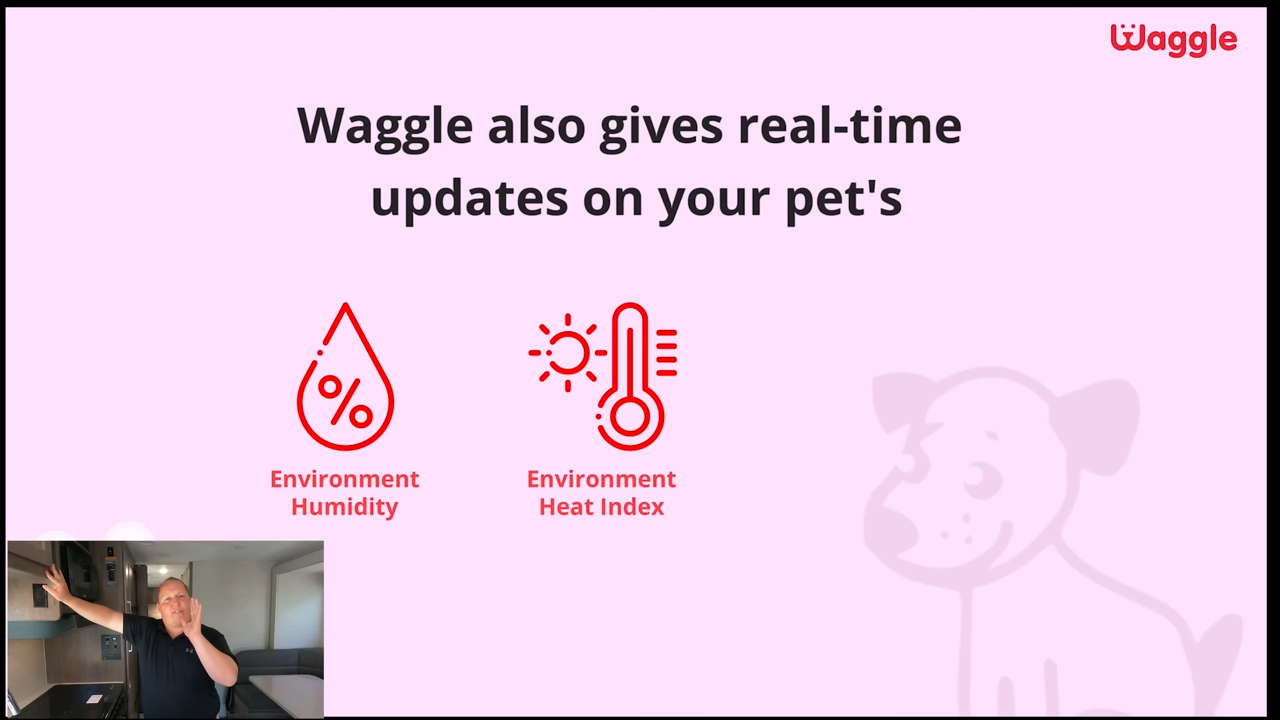 Waggle
Waggle also gives real-time
updates on your pet's
%
Environment
Humidity
Environment
Heat Index